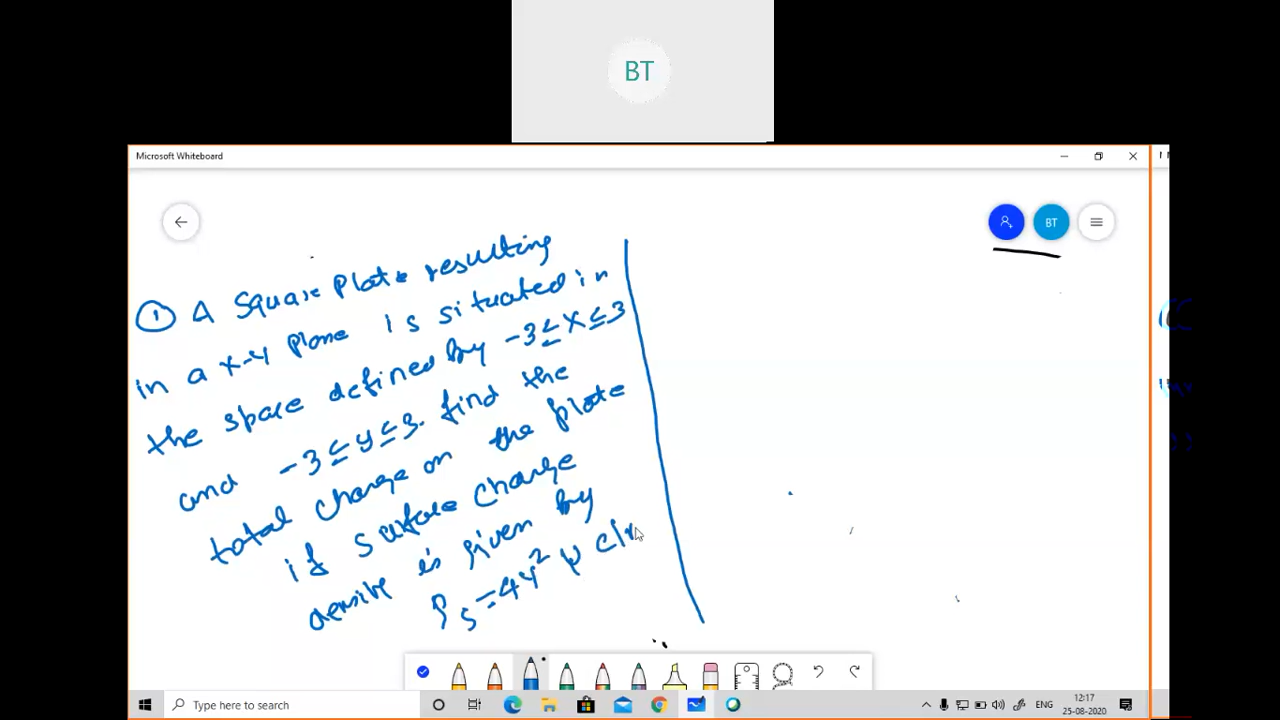 BT
Microsoft Whiteboard
BT
① A Square Plate resulting
in a x-y plane is situated in
the space defined by -3≤x≤3
and -3≤y≤3. find the
total charge on the plate
if surface charge
density is given by
ρs=4y² μ c/m
Type here to search
ENG
12:17
25-08-2020